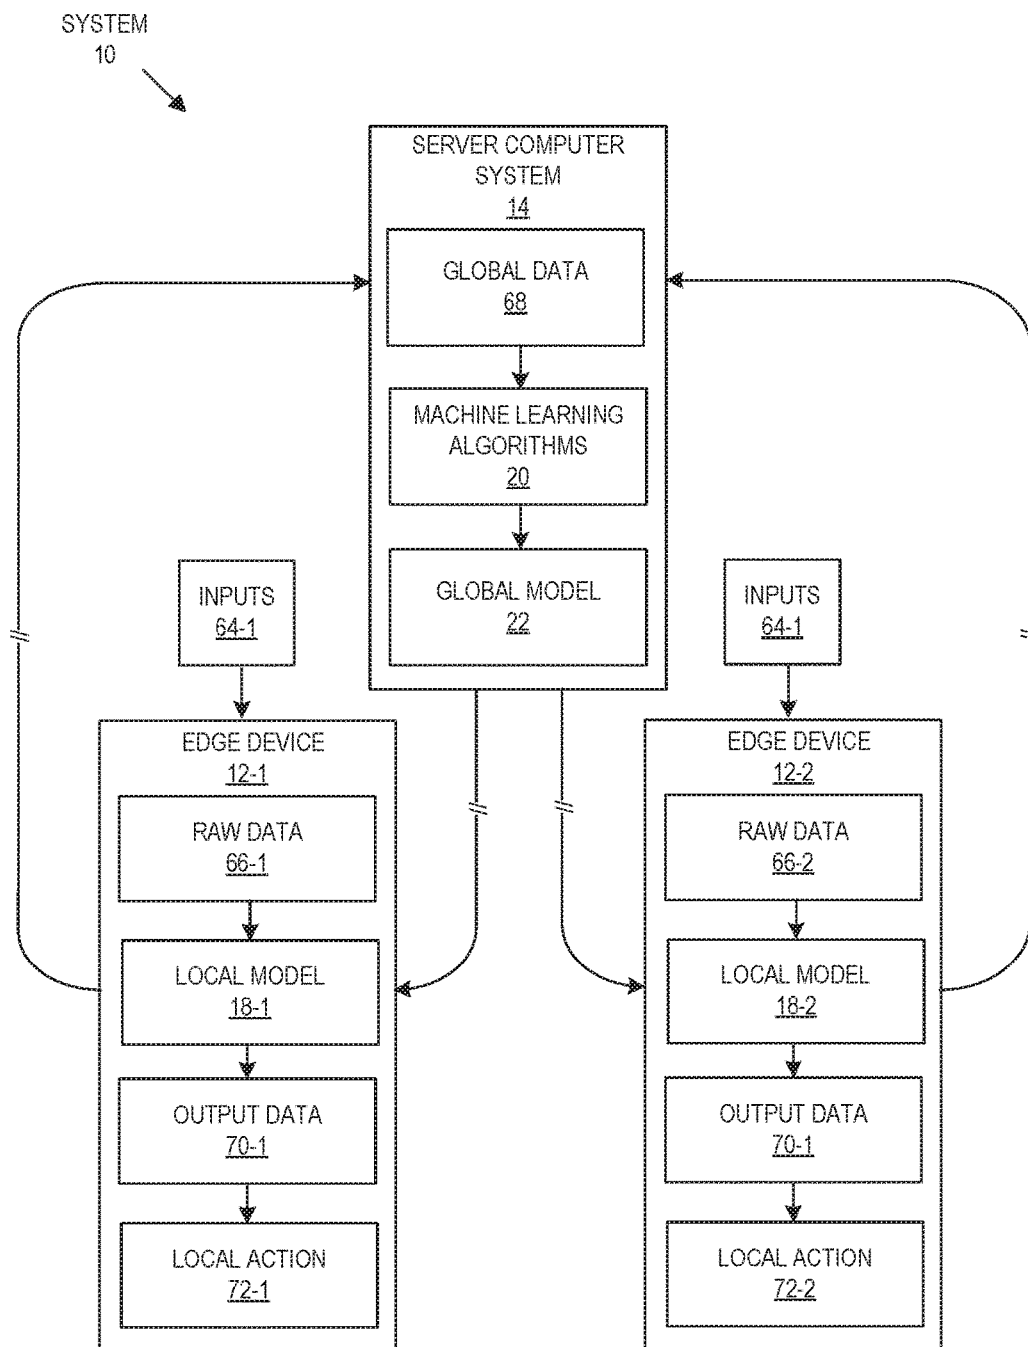 SYSTEM
10
SERVER COMPUTER
SYSTEM
14
GLOBAL DATA
68
MACHINE LEARNING
ALGORITHMS
20
GLOBAL MODEL
22
INPUTS
64-1
INPUTS
64-1
EDGE DEVICE
12-1
RAW DATA
66-1
LOCAL MODEL
18-1
OUTPUT DATA
70-1
LOCAL ACTION
72-1
EDGE DEVICE
12-2
RAW DATA
66-2
LOCAL MODEL
18-2
OUTPUT DATA
70-1
LOCAL ACTION
72-2